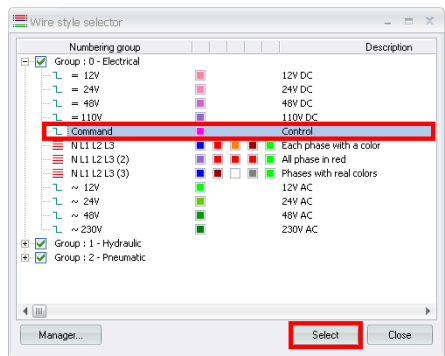 Wire style selector
Numbering group Description
Group : 0 - Electrical
= 12V 12V DC
= 24V 24V DC
= 48V 48V DC
= 110V 110V DC
Command Control
N L1 L2 L3 Each phase with a color
N L1 L2 L3 (2) All phase in red
N L1 L2 L3 (3) Phases with real colors
~ 12V 12V AC
~ 24V 24V AC
~ 48V 48V AC
~ 230V 230V AC
Group : 1 - Hydraulic
Group : 2 - Pneumatic
Manager... Select Close